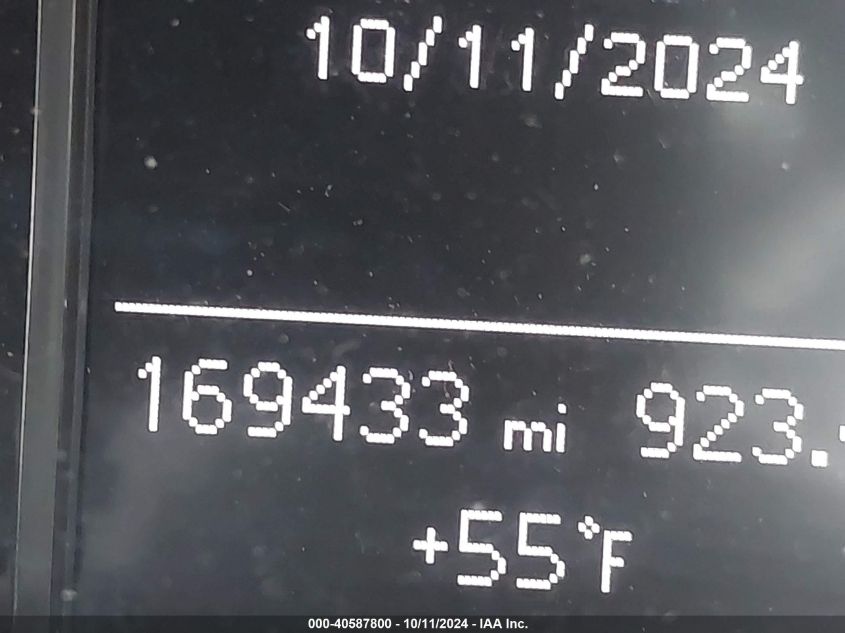 10/11/2024
169433 mi 923.
+55°F
000-40587800 - 10/11/2024 - IAA Inc.